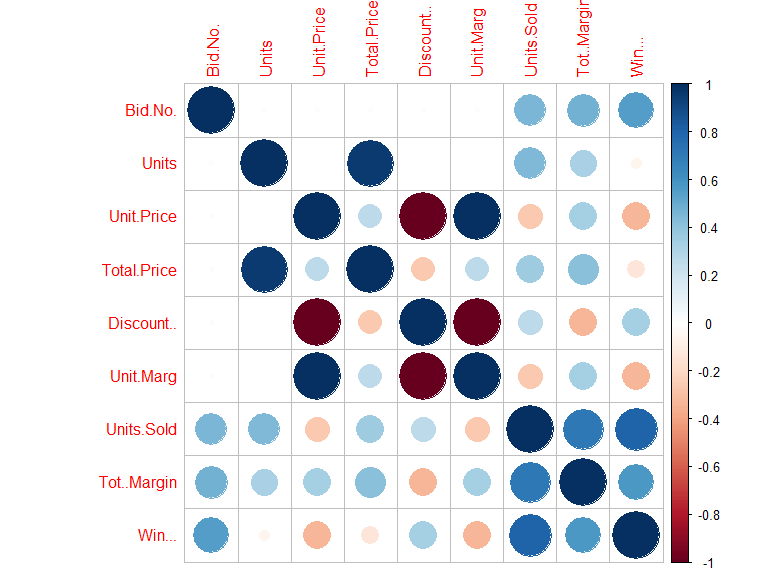 Bid.No.
Units
Unit.Price
Total.Price
Discount..
Unit.Marg
Units.Sold
Tot..Margin
Win...
Bid.No.
Units
Unit.Price
Total.Price
Discount..
Unit.Marg
Units.Sold
Tot..Margin
Win...
1
0.8
0.6
0.4
0.2
0
-0.2
-0.4
-0.6
-0.8
-1